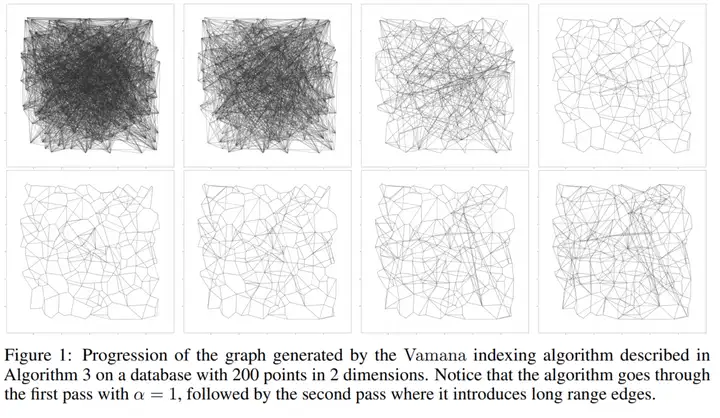 Figure 1: Progression of the graph generated by the Vamana indexing algorithm described in
Algorithm 3 on a database with 200 points in 2 dimensions. Notice that the algorithm goes through
the first pass with α = 1, followed by the second pass where it introduces long range edges.